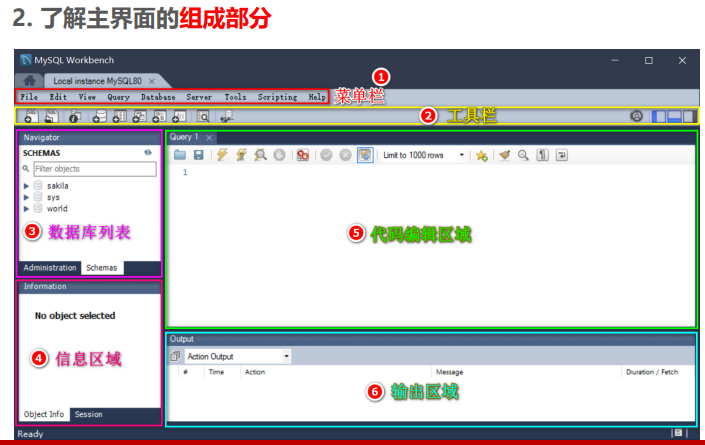 2. 了解主界面的组成部分
MySQL Workbench
Local instance MySQL80 ×
1
File Edit View Query Database Server Tools Scripting Help 菜单栏
2 工具栏
Navigator
SCHEMAS
Filter objects
sakila
sys
world
3 数据库列表
Administration Schemas
Query 1 ×
Limit to 1000 rows
1
5 代码编辑区域
Information
No object selected
4 信息区域
Object Info Session
Output
Action Output
# Time Action Message Duration / Fetch
6 输出区域
Ready